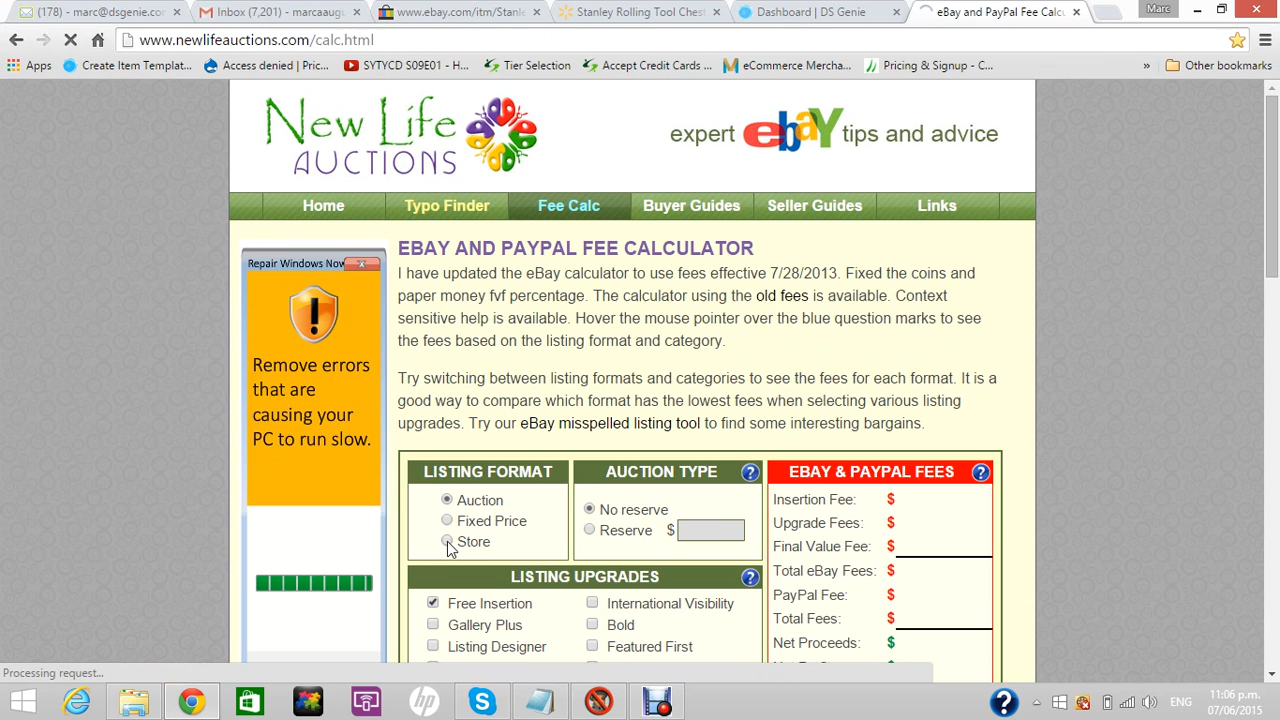 (178) - marc@dsgenie.com
Inbox (7,201) - marcaaugu
www.ebay.com/itm/Stanle
Stanley Rolling Tool Chest
Dashboard | DS Genie
eBay and PayPal Fee Calcu
Marc
www.newlifeauctions.com/calc.html
Apps
Create Item Templat...
Access denied | Pric...
SYTYCD S09E01 - H...
Tier Selection
Accept Credit Cards ...
eCommerce Mercha...
Pricing & Signup - C...
»
Other bookmarks
New Life
AUCTIONS
expert ebaY tips and advice
Home
Typo Finder
Fee Calc
Buyer Guides
Seller Guides
Links
Repair Windows Now
Remove errors
that are
causing your
PC to run slow.
EBAY AND PAYPAL FEE CALCULATOR
I have updated the eBay calculator to use fees effective 7/28/2013. Fixed the coins and
paper money fvf percentage. The calculator using the old fees is available. Context
sensitive help is available. Hover the mouse pointer over the blue question marks to see
the fees based on the listing format and category.
Try switching between listing formats and categories to see the fees for each format. It is a
good way to compare which format has the lowest fees when selecting various listing
upgrades. Try our eBay misspelled listing tool to find some interesting bargains.
LISTING FORMAT
Auction
Fixed Price
Store
AUCTION TYPE ?
No reserve
Reserve $
LISTING UPGRADES ?
Free Insertion
International Visibility
Gallery Plus
Bold
Listing Designer
Featured First
EBAY & PAYPAL FEES ?
Insertion Fee: $
Upgrade Fees: $
Final Value Fee: $
Total eBay Fees: $
PayPal Fee: $
Total Fees: $
Net Proceeds: $
Processing request...
ENG
11:06 p.m.
07/06/2015